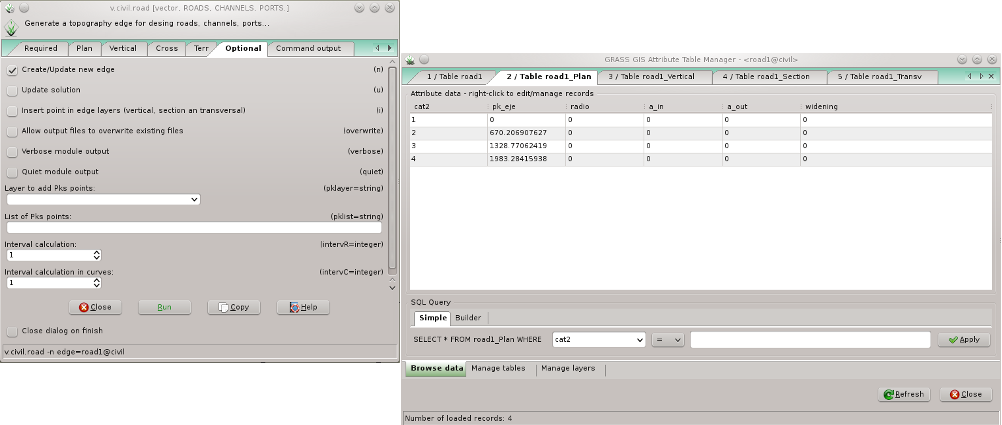 v.civil.road [vector, ROADS, CHANNELS, PORTS.]
Generate a topography edge for desing roads, channels, ports...
Required Plan Vertical Cross Terr Optional Command output
Create/Update new edge (n)
Update solution (u)
Insert point in edge layers (vertical, section an transversal) (i)
Allow output files to overwrite existing files (overwrite)
Verbose module output (verbose)
Quiet module output (quiet)
Layer to add Pks points: (pklayer=string)
List of Pks points: (pklist=string)
Interval calculation: (intervR=integer)
1
Interval calculation in curves: (intervC=integer)
1
Close Run Copy Help
Close dialog on finish
v.civil.road -n edge=road1@civil
GRASS GIS Attribute Table Manager - <road1@civil>
1 / Table road1 2 / Table road1_Plan 3 / Table road1_Vertical 4 / Table road1_Section 5 / Table road1_Transv
Attribute data - right-click to edit/manage records
cat2 pk_eje radio a_in a_out widening
1 0 0 0 0 0
2 670.206907627 0 0 0 0
3 1328.77062419 0 0 0 0
4 1983.28415938 0 0 0 0
SQL Query
Simple Builder
SELECT * FROM road1_Plan WHERE cat2 = Apply
Browse data Manage tables Manage layers
Refresh Close
Number of loaded records: 4